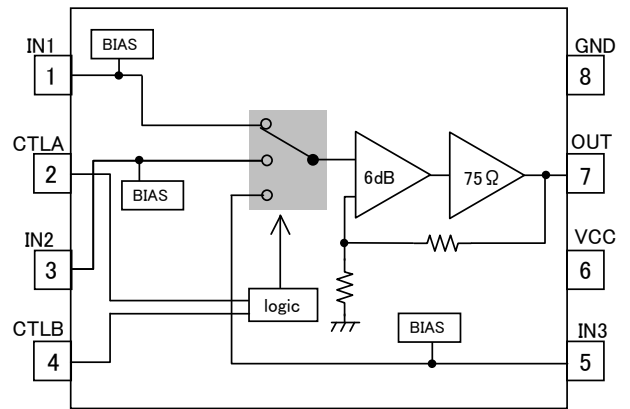 IN1
1
BIAS
GND
8
CTLA
2
BIAS
6dB
75Ω
OUT
7
IN2
3
VCC
6
logic
CTLB
4
BIAS
IN3
5